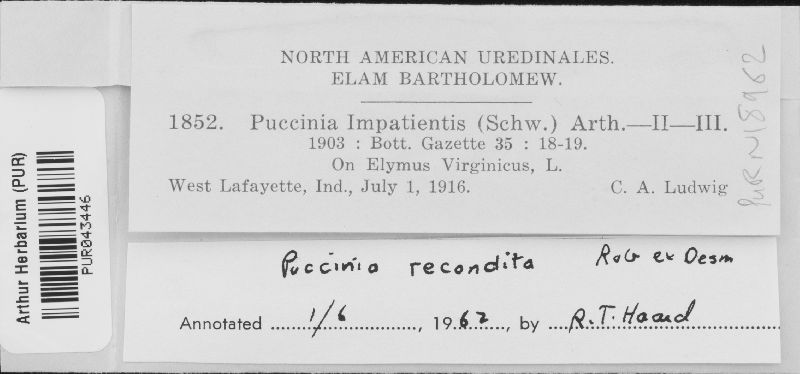 NORTH AMERICAN UREDINALES.
ELAM BARTHOLOMEW.
1852. Puccinia Impatientis (Schw.) Arth.—II—III.
1903 : Bott. Gazette 35 : 18-19.
On Elymus Virginicus, L.
West Lafayette, Ind., July 1, 1916. C. A. Ludwig
PUR N18962
Arthur Herbarium (PUR)
PUR043446
Puccinia recondita Rob ex Desm
Annotated 1/6, 1962, by R.T. Haard